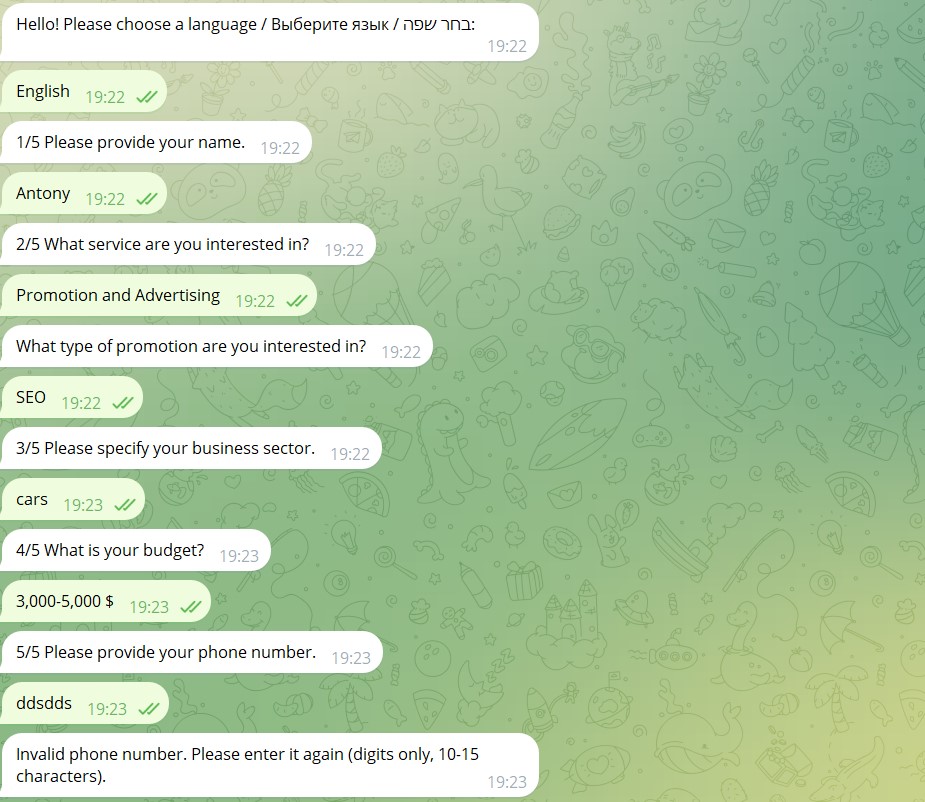 Hello! Please choose a language / Выберите язык / בחר שפה:
19:22
English 19:22
1/5 Please provide your name. 19:22
Antony 19:22
2/5 What service are you interested in? 19:22
Promotion and Advertising 19:22
What type of promotion are you interested in? 19:22
SEO 19:22
3/5 Please specify your business sector. 19:22
cars 19:23
4/5 What is your budget? 19:23
3,000-5,000 $ 19:23
5/5 Please provide your phone number. 19:23
ddsdds 19:23
Invalid phone number. Please enter it again (digits only, 10-15
characters). 19:23